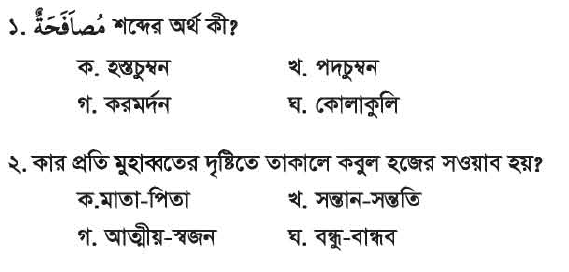 ১. مُصَافَحَةٌ শব্দের অর্থ কী?
ক. হস্তচুম্বন খ. পদচুম্বন
গ. করমর্দন ঘ. কোলাকুলি
২. কার প্রতি মুহাব্বতের দৃষ্টিতে তাকালে কবুল হজের সওয়াব হয়?
ক.মাতা-পিতা খ. সন্তান-সন্ততি
গ. আত্মীয়-স্বজন ঘ. বন্ধু-বান্ধব